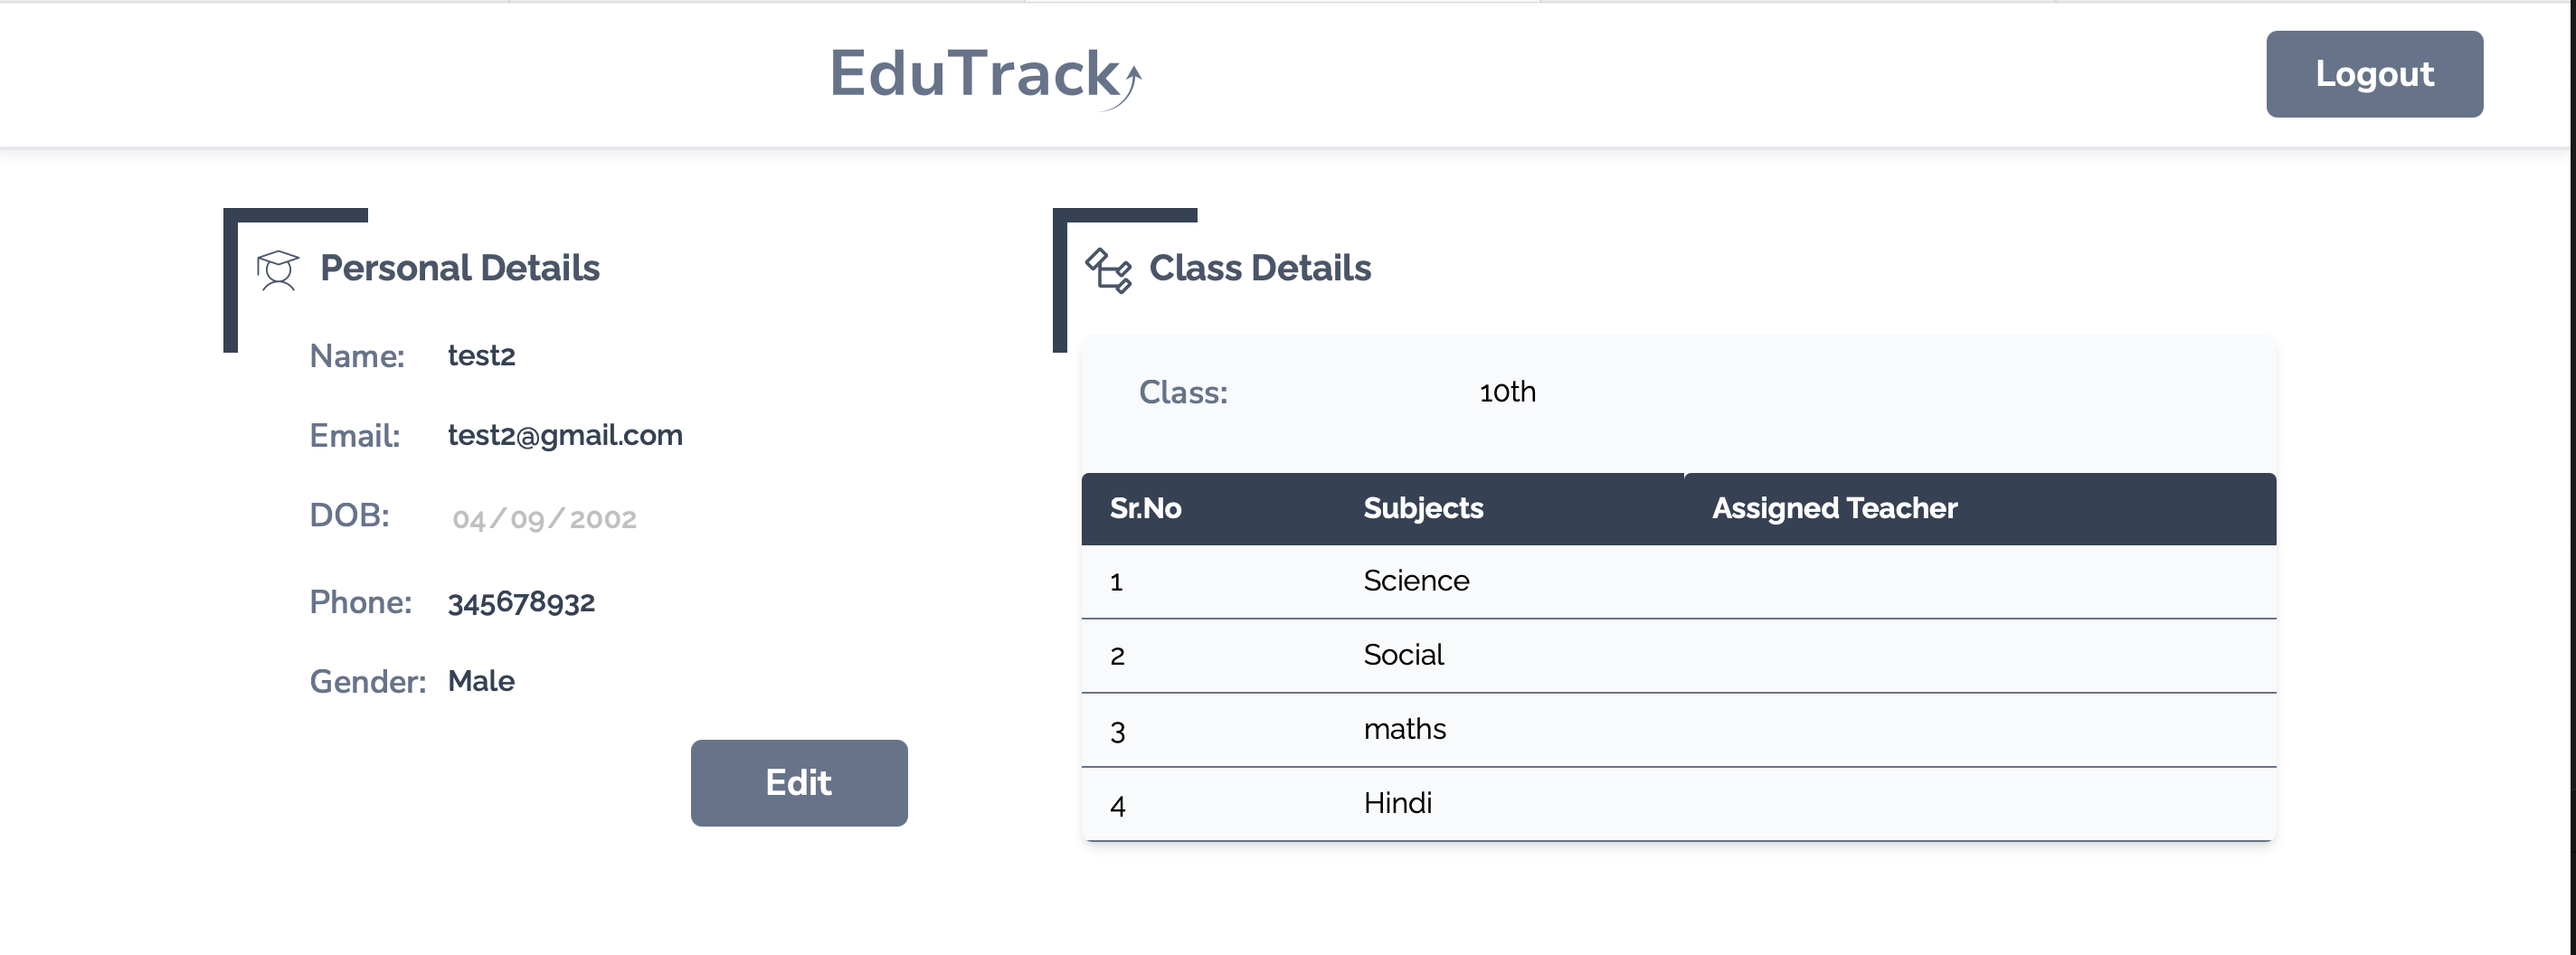 EduTrack
Logout
Personal Details
Name: test2
Email: test2@gmail.com
DOB: 04/09/2002
Phone: 345678932
Gender: Male
Edit
Class Details
Class: 10th
Sr.No Subjects Assigned Teacher
1 Science
2 Social
3 maths
4 Hindi